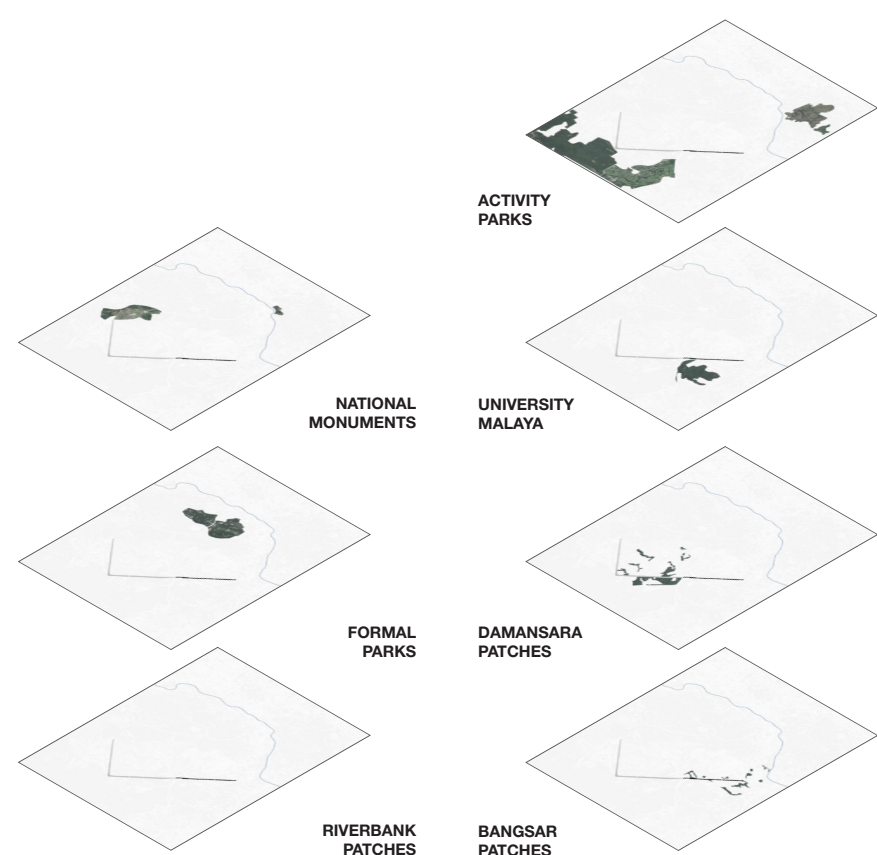 ACTIVITY
PARKS
NATIONAL
MONUMENTS
UNIVERSITY
MALAYA
FORMAL
PARKS
DAMANSARA
PATCHES
RIVERBANK
PATCHES
BANGSAR
PATCHES